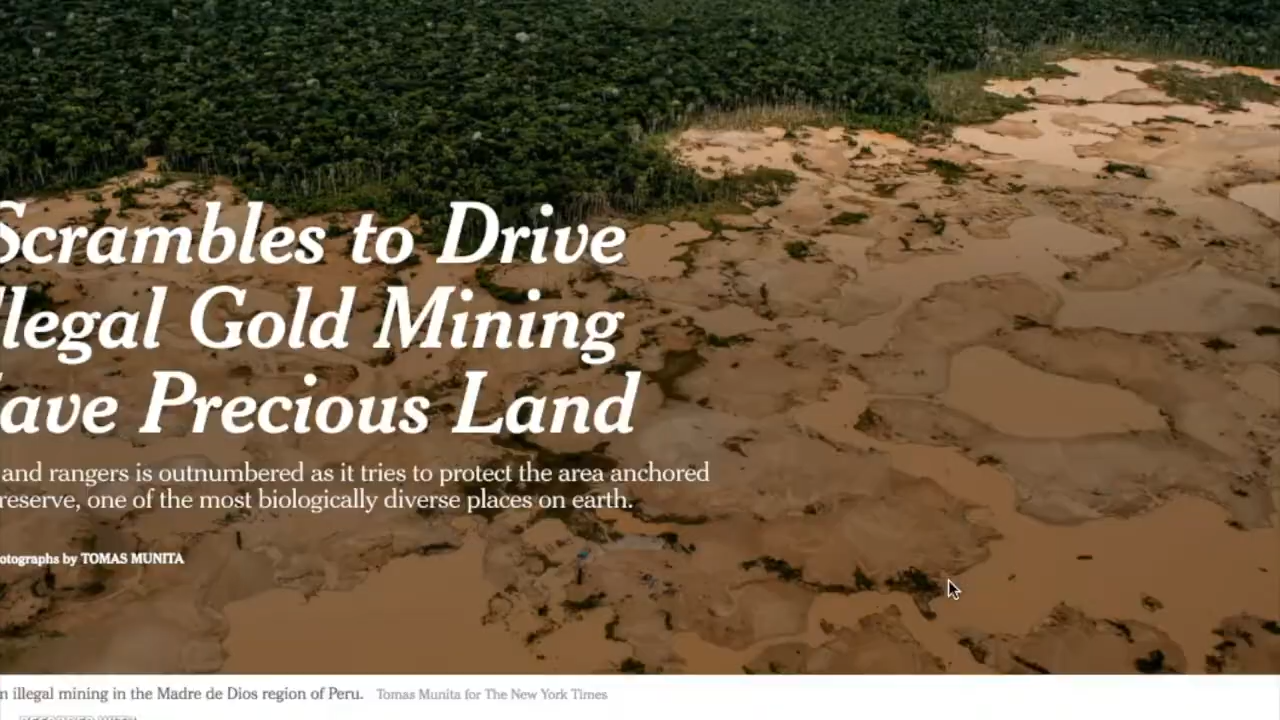 Scrambles to Drive
llegal Gold Mining
ave Precious Land
and rangers is outnumbered as it tries to protect the area anchored
reserve, one of the most biologically diverse places on earth.
otographs by TOMAS MUNITA
n illegal mining in the Madre de Dios region of Peru. Tomas Munita for The New York Times